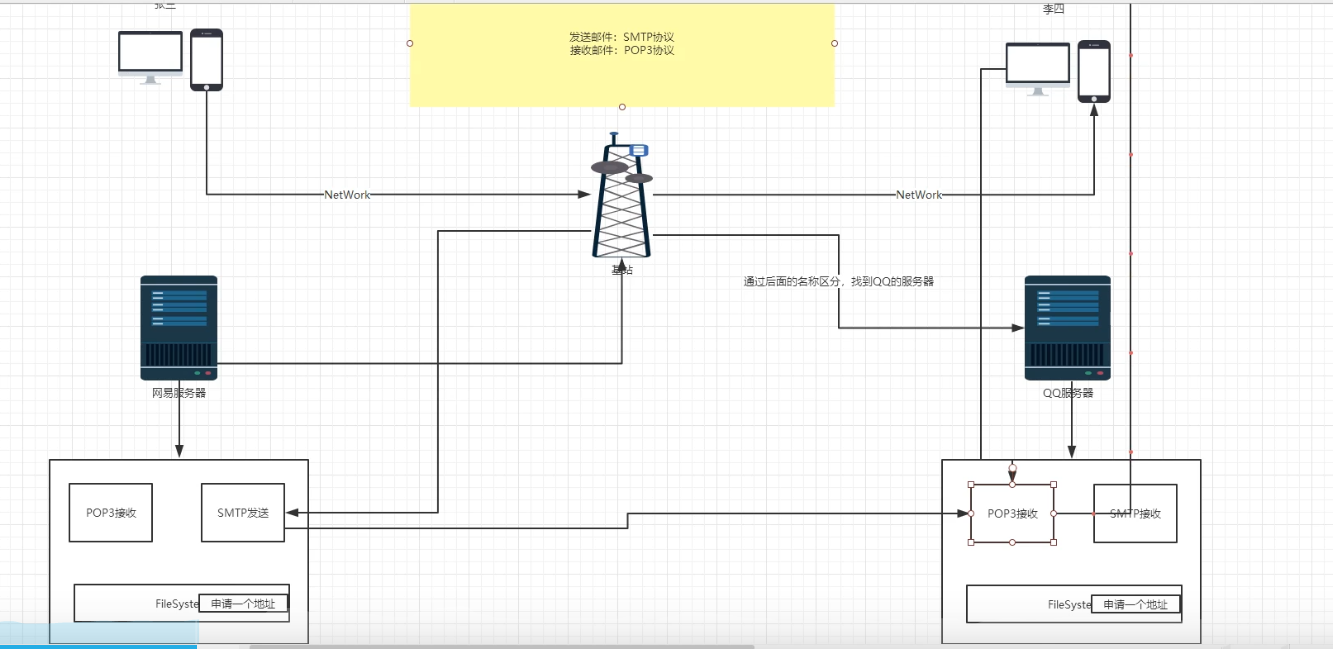 李四
发送邮件：SMTP协议
接收邮件：POP3协议
NetWork
NetWork
基站
通过后面的名称区分，找到QQ的服务器
网易服务器
QQ服务器
POP3接收
SMTP发送
POP3接收
SMTP接收
FileSyste
申请一个地址
FileSyste
申请一个地址